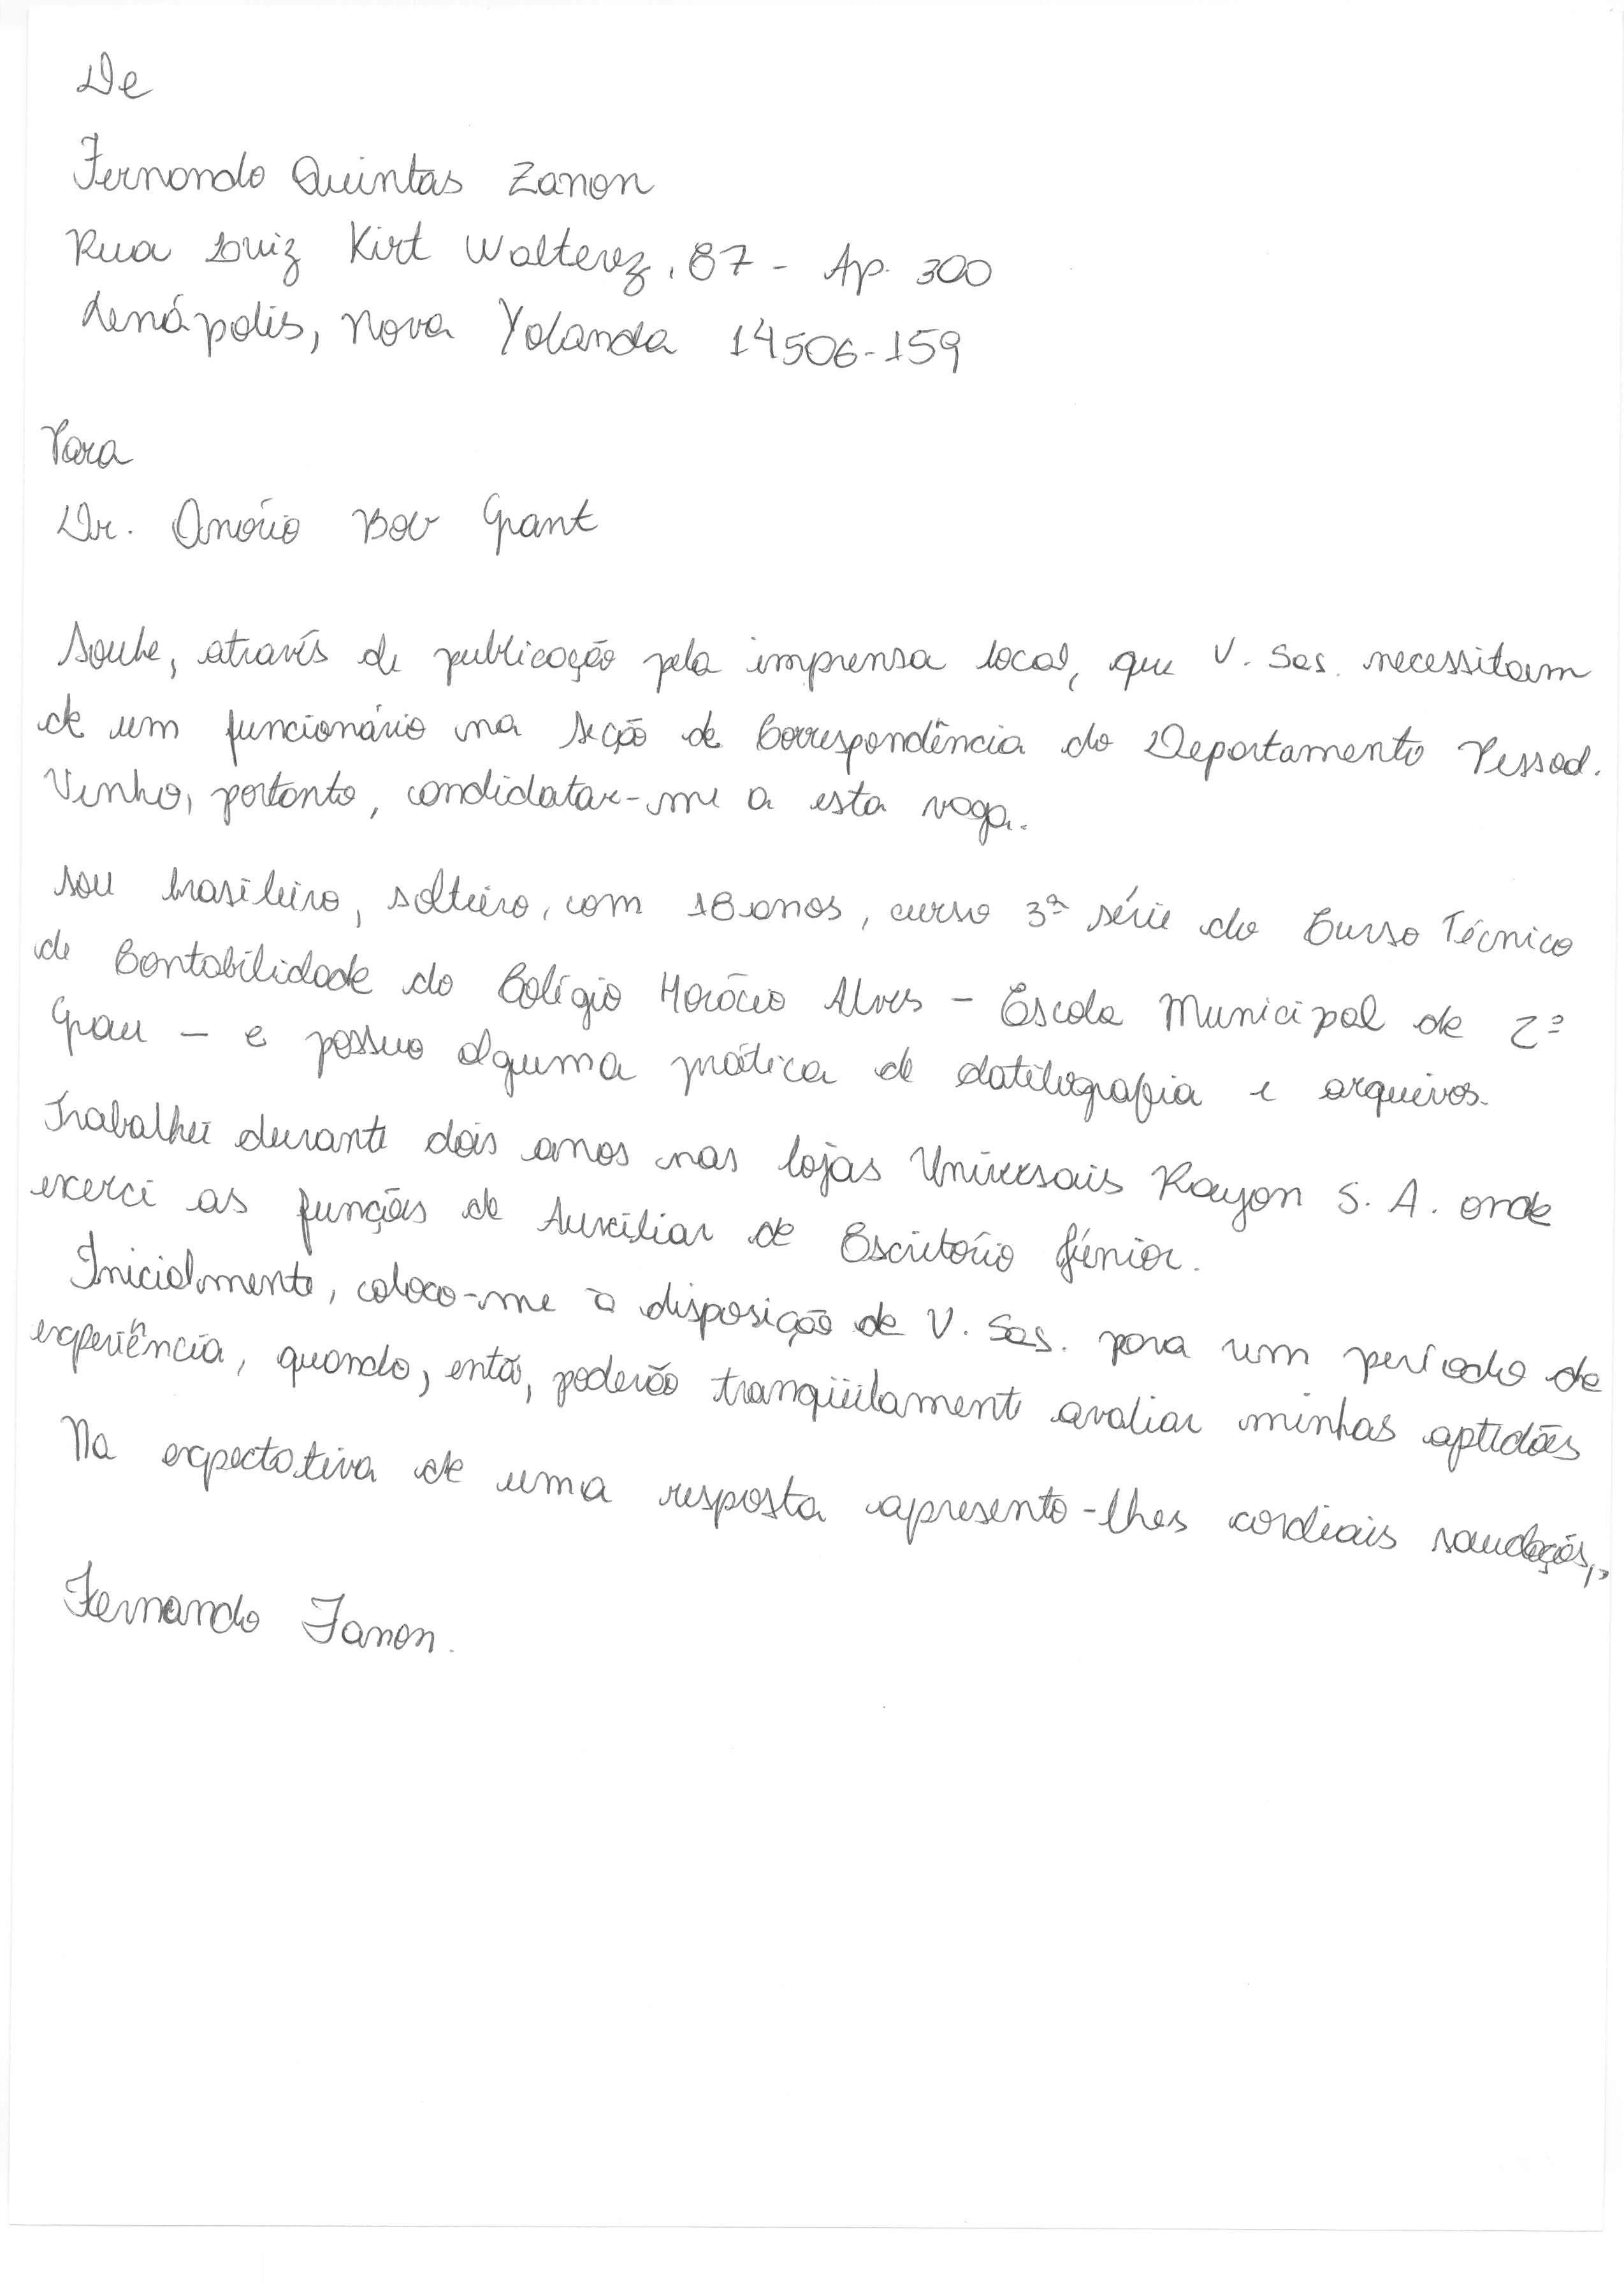 De
Fernando Quintas Zanon
Rua Luiz Kirt Walterez, 87 - Ap. 300
Lenápolis, Nova Yolanda 14506-159
Para
Dr. Onório Bov Grant
Soube, através de publicação pela imprensa local, que V. Sas. necessitam
de um funcionário na Seção de Correspondência do Departamento Pessoal.
Venho, portanto, candidatar-me a esta vaga.
Sou brasileiro, solteiro, com 18 anos, curso 3ª série do Curso Técnico
de Contabilidade do Colégio Horácio Alves - Escola Municipal de 2º
Grau - e possuo alguma prática de datilografia e arquivos.
Trabalhei durante dois anos nas lojas Universais Rayon S. A. onde
exerci as funções de Auxiliar de Escritório Júnior.
Inicialmente, coloco-me à disposição de V. Sas. para um período de
experiência, quando, então, poderão tranqüilamente avaliar minhas aptidões
Na expectativa de uma resposta apresento-lhes cordiais saudações,
Fernando Zanon.